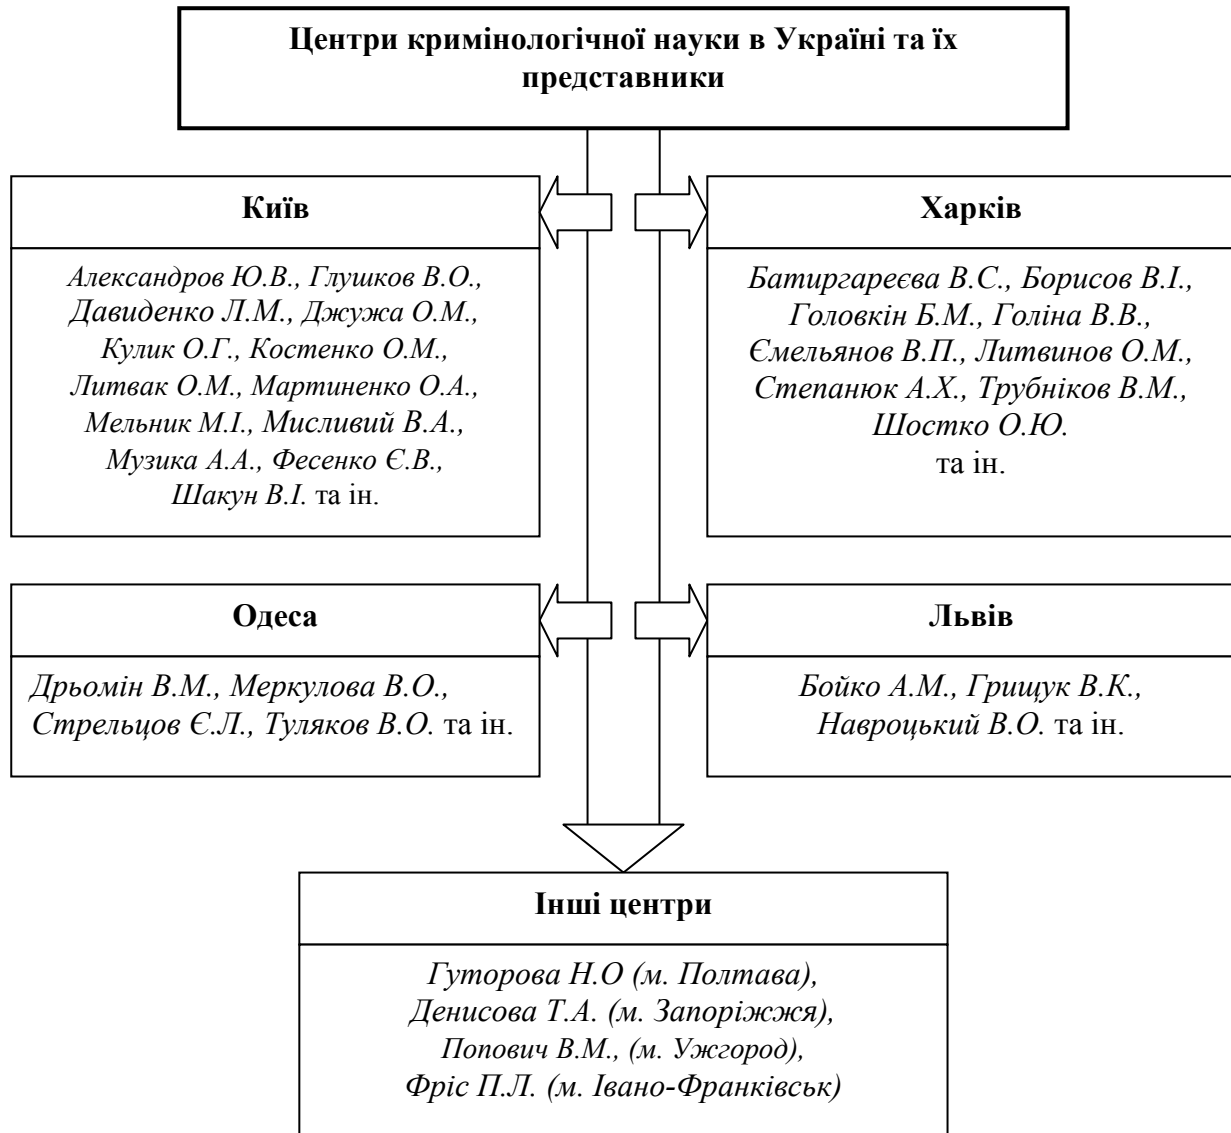 Центри кримінологічної науки в Україні та їх
представники
Київ
Александров Ю.В., Глушков В.О.,
Давиденко Л.М., Джужа О.М.,
Кулик О.Г., Костенко О.М.,
Литвак О.М., Мартиненко О.А.,
Мельник М.І., Мисливий В.А.,
Музика А.А., Фесенко Є.В.,
Шакун В.І. та ін.
Харків
Батиргареєва В.С., Борисов В.І.,
Головкін Б.М., Голіна В.В.,
Ємельянов В.П., Литвинов О.М.,
Степанюк А.Х., Трубніков В.М.,
Шостко О.Ю.
та ін.
Одеса
Дрьомін В.М., Меркулова В.О.,
Стрельцов Є.Л., Туляков В.О. та ін.
Львів
Бойко А.М., Грищук В.К.,
Навроцький В.О. та ін.
Інші центри
Гуторова Н.О (м. Полтава),
Денисова Т.А. (м. Запоріжжя),
Попович В.М., (м. Ужгород),
Фріс П.Л. (м. Івано-Франківськ)